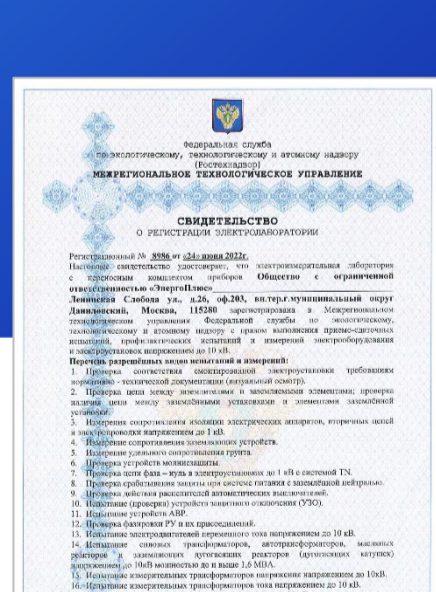 Федеральная служба
по экологическому, технологическому и атомному надзору
(Ростехнадзор)
МЕЖРЕГИОНАЛЬНОЕ ТЕХНОЛОГИЧЕСКОЕ УПРАВЛЕНИЕ
СВИДЕТЕЛЬСТВО
О РЕГИСТРАЦИИ ЭЛЕКТРОЛАБОРАТОРИИ
Регистрационный № 8986 от «24» июня 2022г.
Настоящее свидетельство удостоверяет, что электроизмерительная лаборатория
с переносным комплектом приборов Общество с ограниченной
ответственностью «ЭнергоПлюс»
Ленинская Слобода ул., д.26, оф.203, вн.тер.г.муниципальный округ
Даниловский, Москва, 115280 зарегистрирована в Межрегиональном
технологическом управлении Федеральной службы по экологическому,
технологическому и атомному надзору с правом выполнения приемо-сдаточных
испытаний, профилактических испытаний и измерений электрооборудования
и электроустановок напряжением до 10 кВ.
Перечень разрешённых видов испытаний и измерений:
1. Проверка соответствия смонтированной электроустановки требованиям
нормативно - технической документации (визуальный осмотр).
2. Проверка цепи между заземлителями и заземляемыми элементами; проверка
наличия цепи между заземлёнными установками и элементами заземлённой
установки.
3. Измерения сопротивления изоляции электрических аппаратов, вторичных цепей
и электропроводки напряжением до 1 кВ.
4. Измерение сопротивления заземляющих устройств.
5. Измерение удельного сопротивления грунта.
6. Проверка устройств молниезащиты.
7. Проверка цепи фаза – нуль в электроустановках до 1 кВ с системой TN.
8. Проверка срабатывания защиты при системе питания с заземлённой нейтралью.
9. Проверка действия расцепителей автоматических выключателей.
10. Испытание (проверка) устройств защитного отключения (УЗО).
11. Испытание устройств АВР.
12. Проверка фазировки РУ и их присоединений.
13. Испытание электродвигателей переменного тока напряжением до 10 кВ.
14. Испытание силовых трансформаторов, автотрансформаторов, масляных
реакторов и заземляющих дугогасящих реакторов (дугогасящих катушек)
напряжением до 10кВ мощностью до и выше 1,6 МВА.
15. Испытание измерительных трансформаторов напряжения напряжением до 10кВ.
16. Испытание измерительных трансформаторов тока напряжением до 10 кВ.